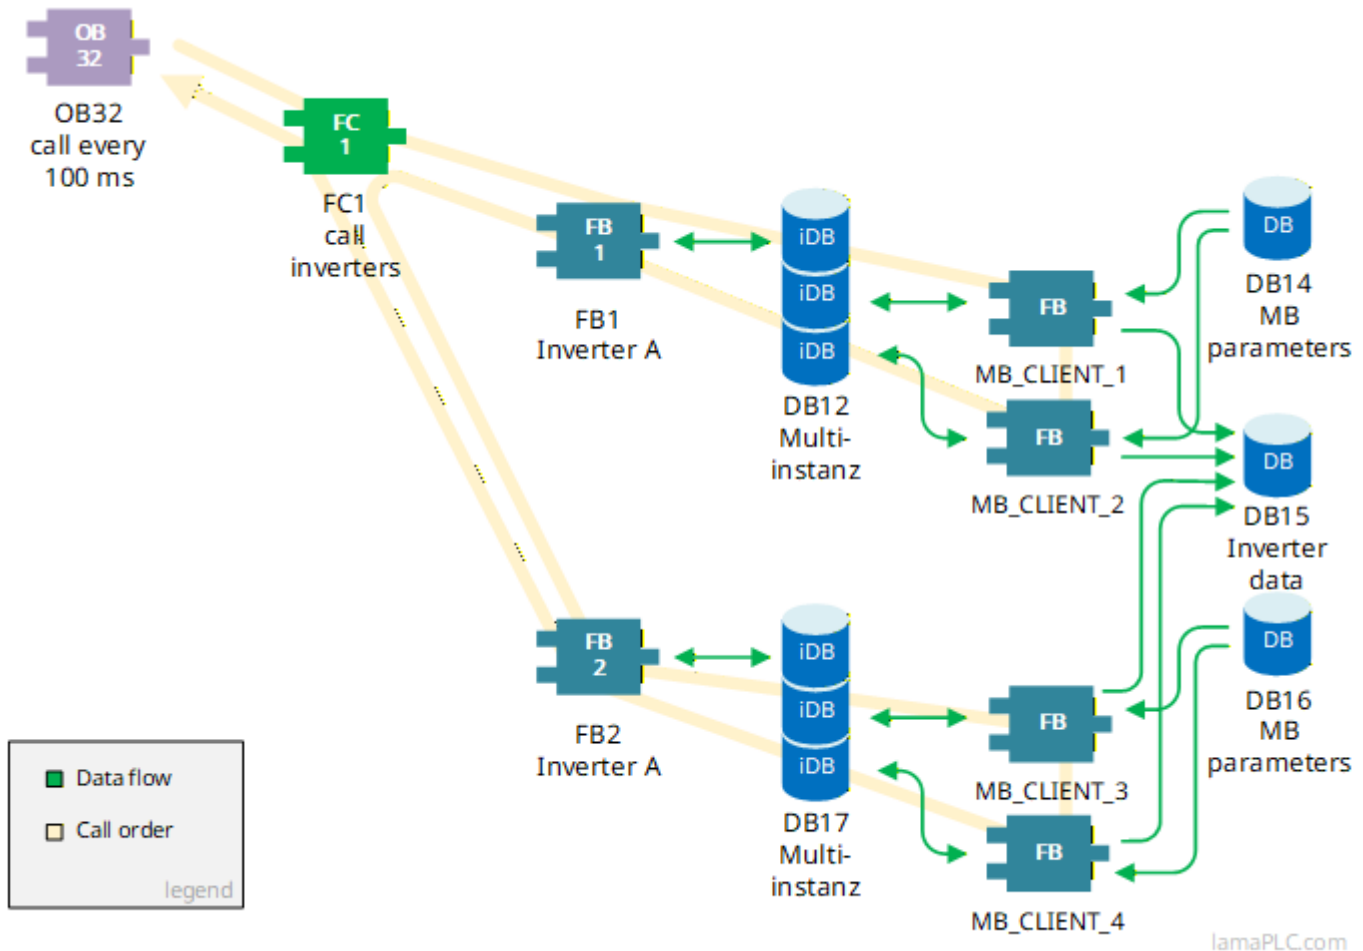 OB
32
OB32
call every
100 ms
FC
1
FC1
call
inverters
FB
1
FB1
Inverter A
iDB
iDB
iDB
DB12
Multi-
instanz
FB
MB_CLIENT_1
FB
MB_CLIENT_2
DB
DB14
MB
parameters
DB
DB15
Inverter
data
FB
2
FB2
Inverter A
iDB
iDB
iDB
DB17
Multi-
instanz
FB
MB_CLIENT_3
FB
MB_CLIENT_4
DB
DB16
MB
parameters
Data flow
Call order
legend
lamaPLC.com